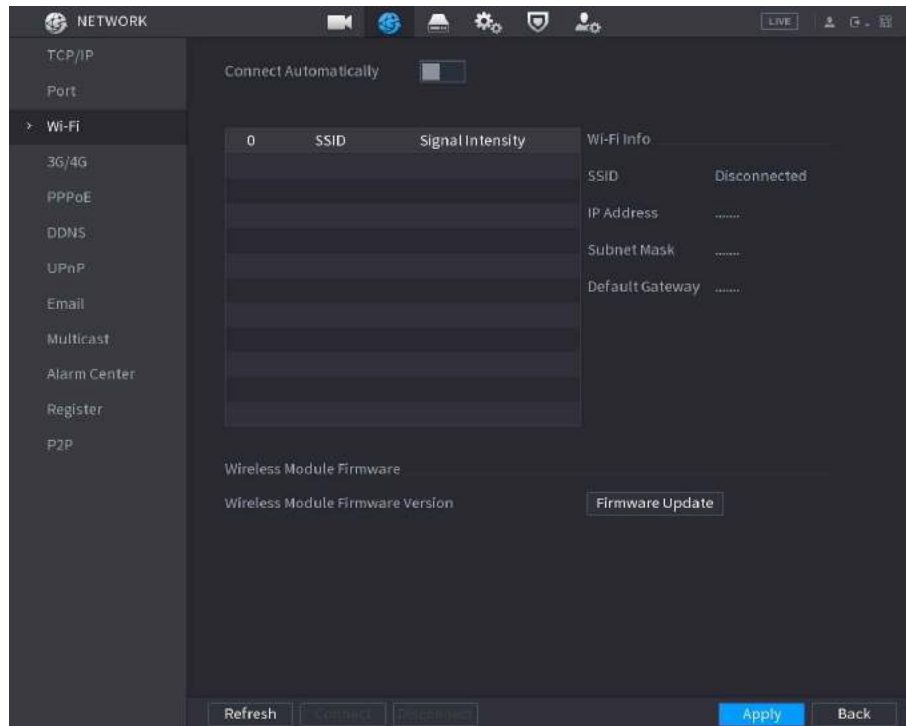 NETWORK
LIVE
TCP/IP
Port
Wi-Fi
3G/4G
PPPoE
DDNS
UPnP
Email
Multicast
Alarm Center
Register
P2P
Connect Automatically
0 SSID Signal Intensity
Wi-Fi Info
SSID Disconnected
IP Address .......
Subnet Mask .......
Default Gateway .......
Wireless Module Firmware
Wireless Module Firmware Version Firmware Update
Refresh Connect Disconnect Apply Back